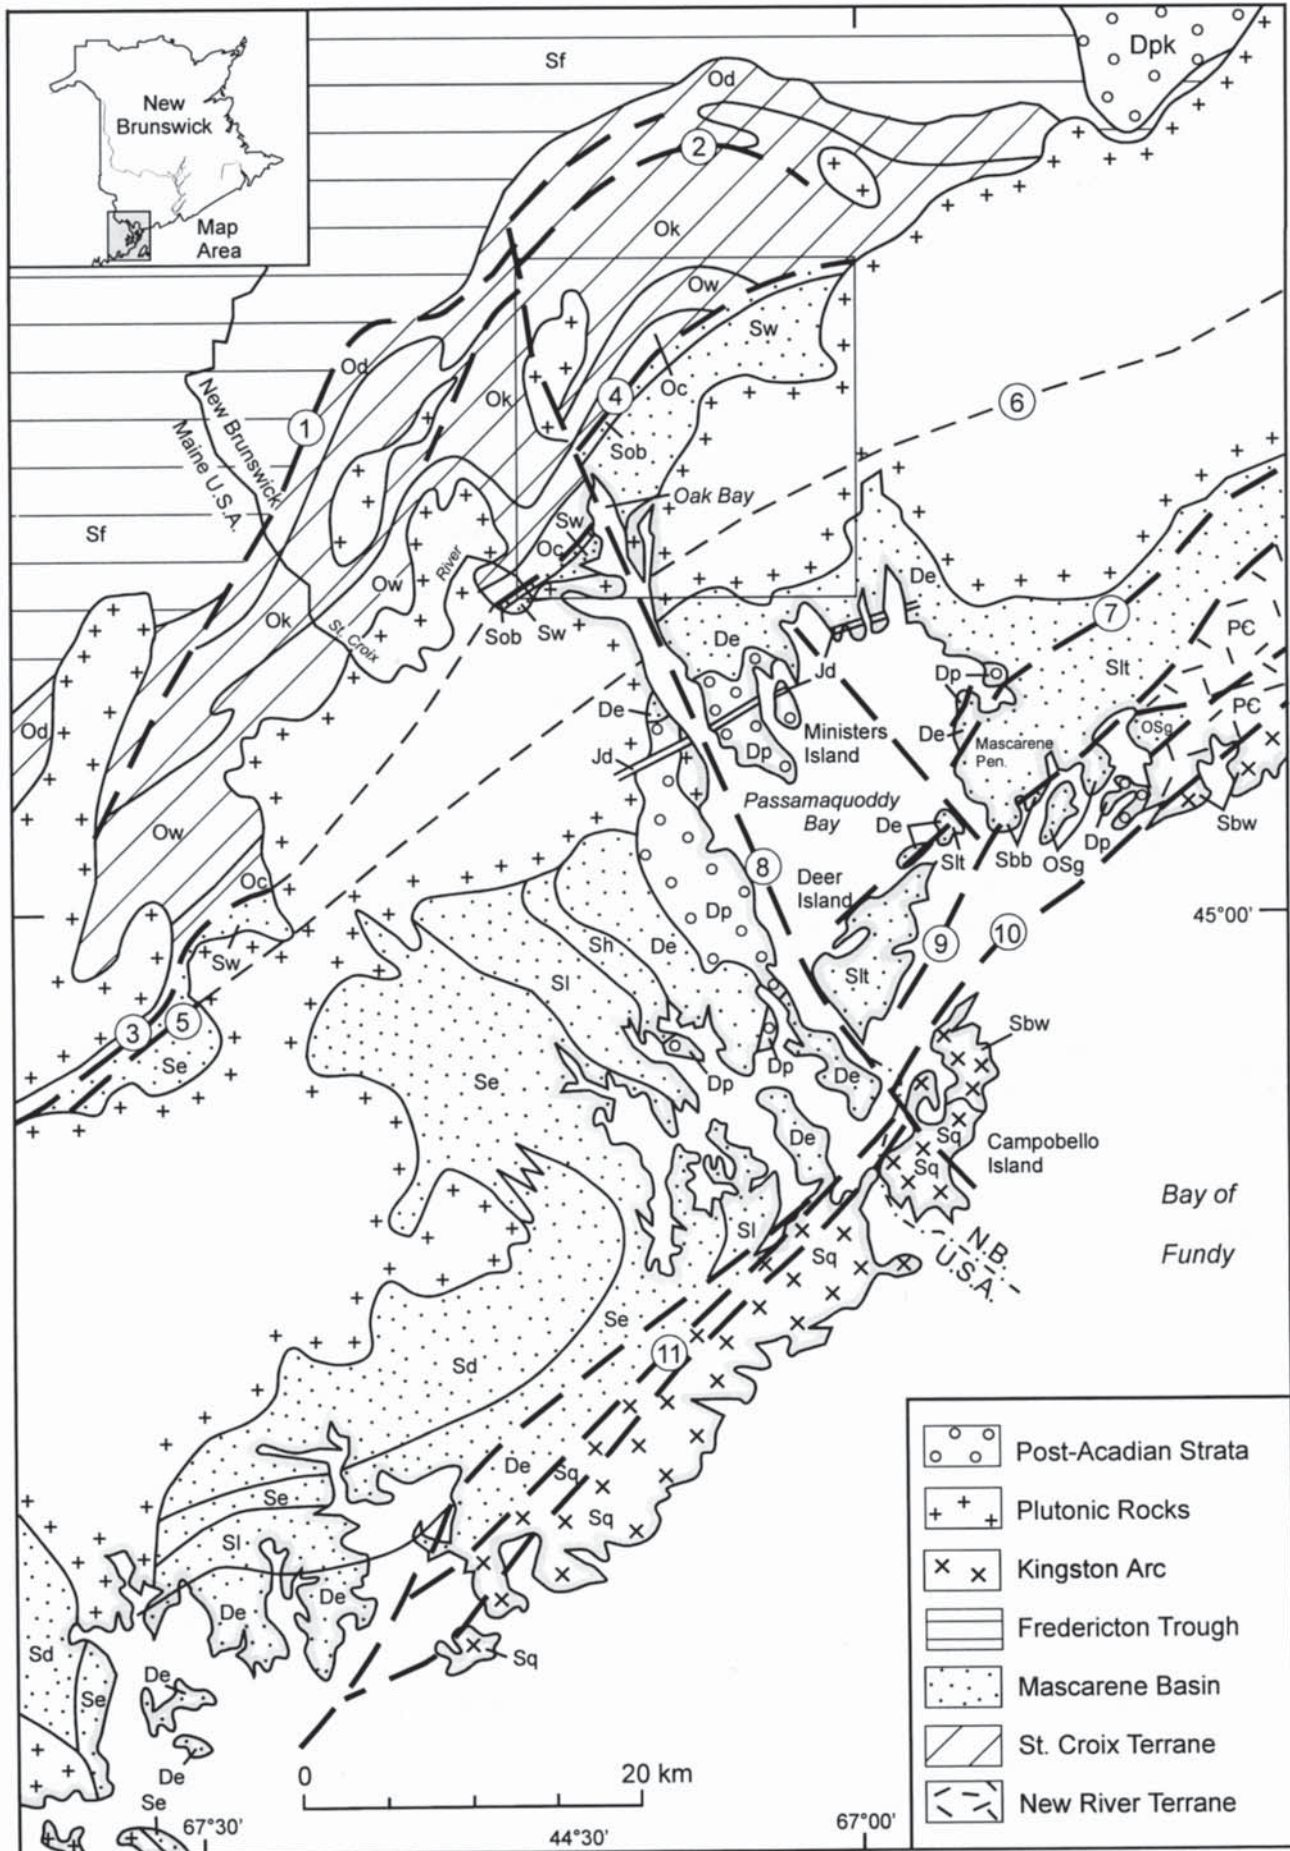 New
Brunswick
Map
Area
Sf
Od
Dpk
2
Ok
Ow
Sw
Od
Oc
Ok
4
6
1
New Brunswick
Maine U.S.A.
Sob
Oak Bay
Sf
Sw
Oc
River
Ow
De
Ok
St. Croix
Sob
Sw
7
PЄ
De
Slt
Jd
Dp
Od
De
Ministers
Island
De
Mascarene
Pen.
OSg
PЄ
Jd
Dp
Passamaquoddy
Bay
De
Sbw
Ow
Slt
Sbb
OSg
Dp
8
Deer
Island
Oc
Dp
45°00'
Sw
Sh
De
9
10
Sl
Slt
3
5
Sbw
Se
Se
Dp
Dp
De
Sq
De
Campobello
Island
Sq
Bay of
Fundy
Sl
Sq
N.B.
U.S.A.
Se
11
Sd
De
Sq
Se
Sq
Sl
De
De
Sd
De
Sq
Se
De
Se
0
20 km
67°30'
44°30'
67°00'
Post-Acadian Strata
Plutonic Rocks
Kingston Arc
Fredericton Trough
Mascarene Basin
St. Croix Terrane
New River Terrane